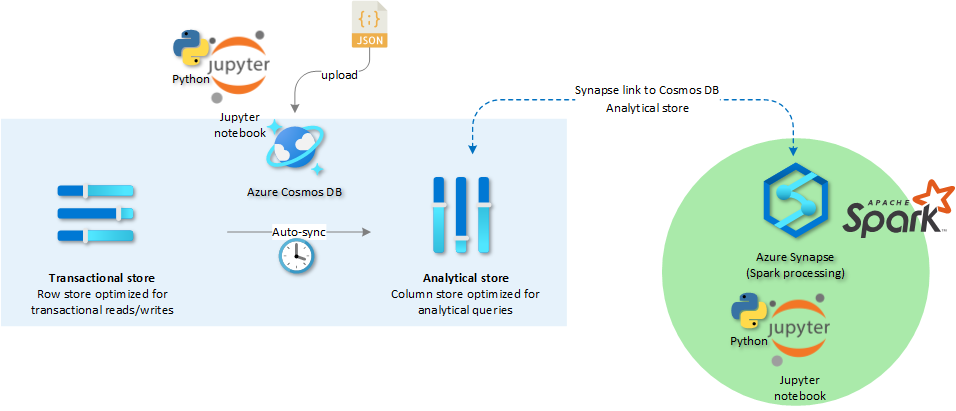 {;}
JSON
Python
jupyter
upload
Jupyter
notebook
Azure Cosmos DB
Synapse link to Cosmos DB
Analytical store
Auto-sync
Transactional store
Row store optimized for
transactional reads/writes
Analytical store
Column store optimized for
analytical queries
APACHE
Spark™
Azure Synapse
(Spark processing)
Python
jupyter
Jupyter
notebook